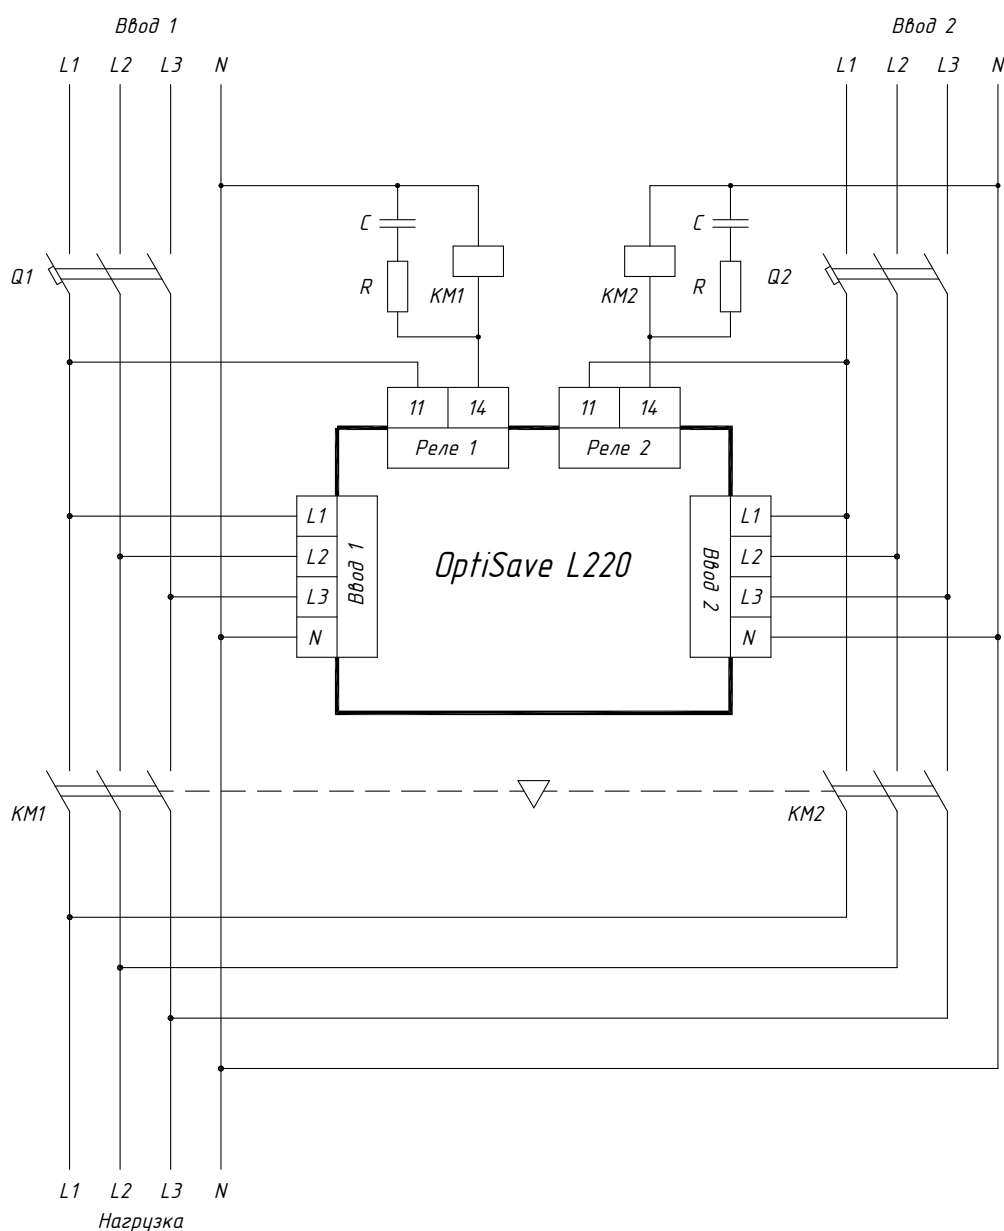 Ввод 1
Ввод 2
L1 L2 L3 N
L1 L2 L3 N
C
C
Q1
R
KM1
KM2
R
Q2
11 14
11 14
Реле 1
Реле 2
L1
L2
L3
N
Ввод 1
OptiSave L220
Ввод 2
L1
L2
L3
N
KM1
KM2
L1 L2 L3 N
Нагрузка